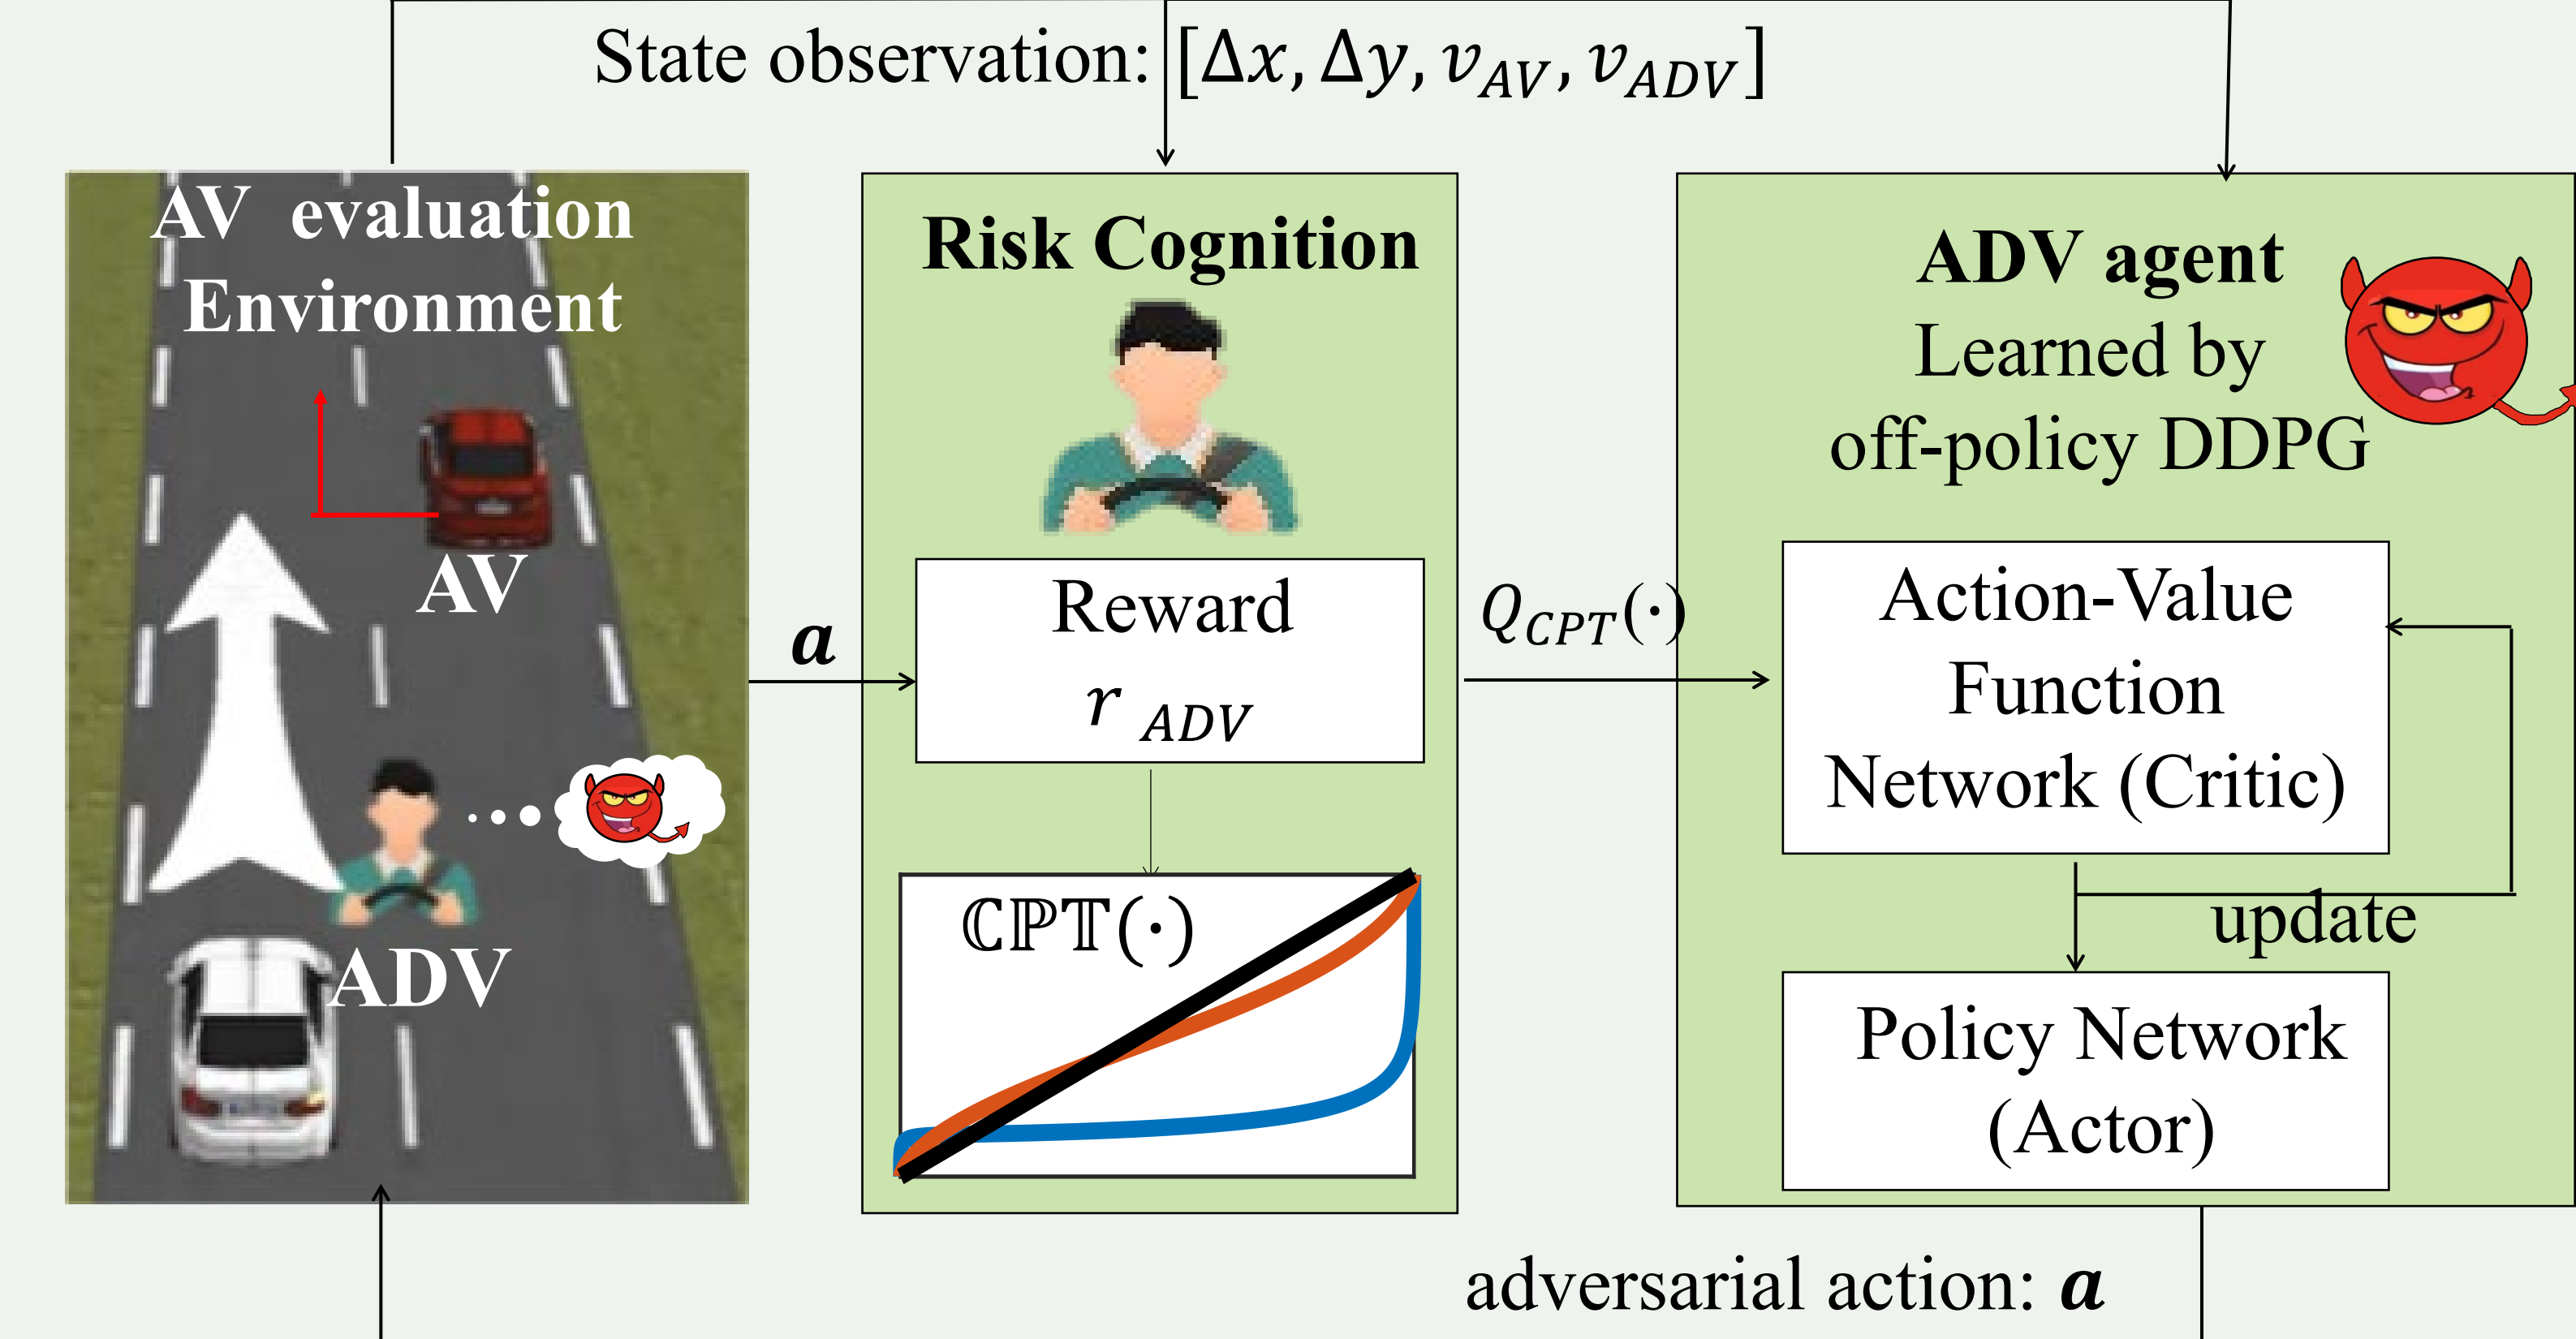 State observation: [Δx, Δy, v_AV, v_ADV]
AV evaluation
Environment
AV
ADV
a
Risk Cognition
Reward
r ADV
ℂℙ𝕋(·)
Q_CPT(·)
ADV agent
Learned by
off-policy DDPG
Action-Value
Function
Network (Critic)
update
Policy Network
(Actor)
adversarial action: a